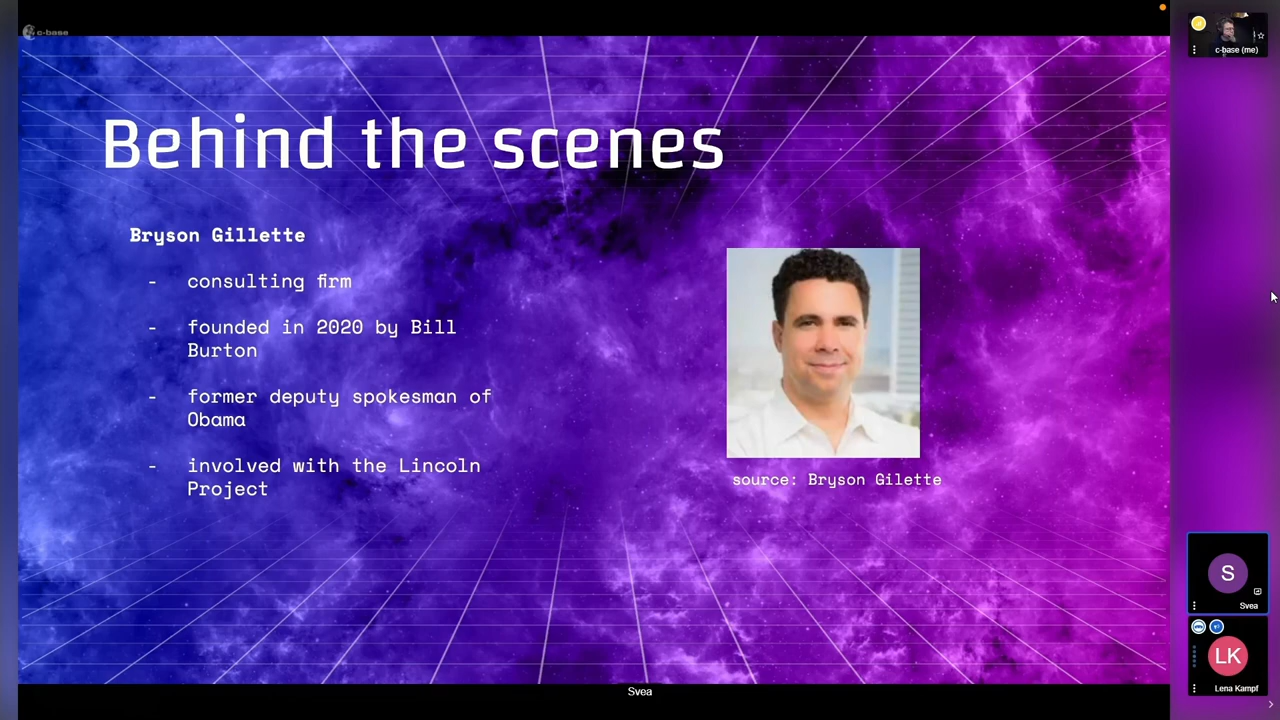 c-base
Behind the scenes
Bryson Gillette
- consulting firm
- founded in 2020 by Bill
Burton
- former deputy spokesman of
Obama
- involved with the Lincoln
Project
source: Bryson Gilette
Svea
c-base (me)
S
Svea
LK
Lena Kampf